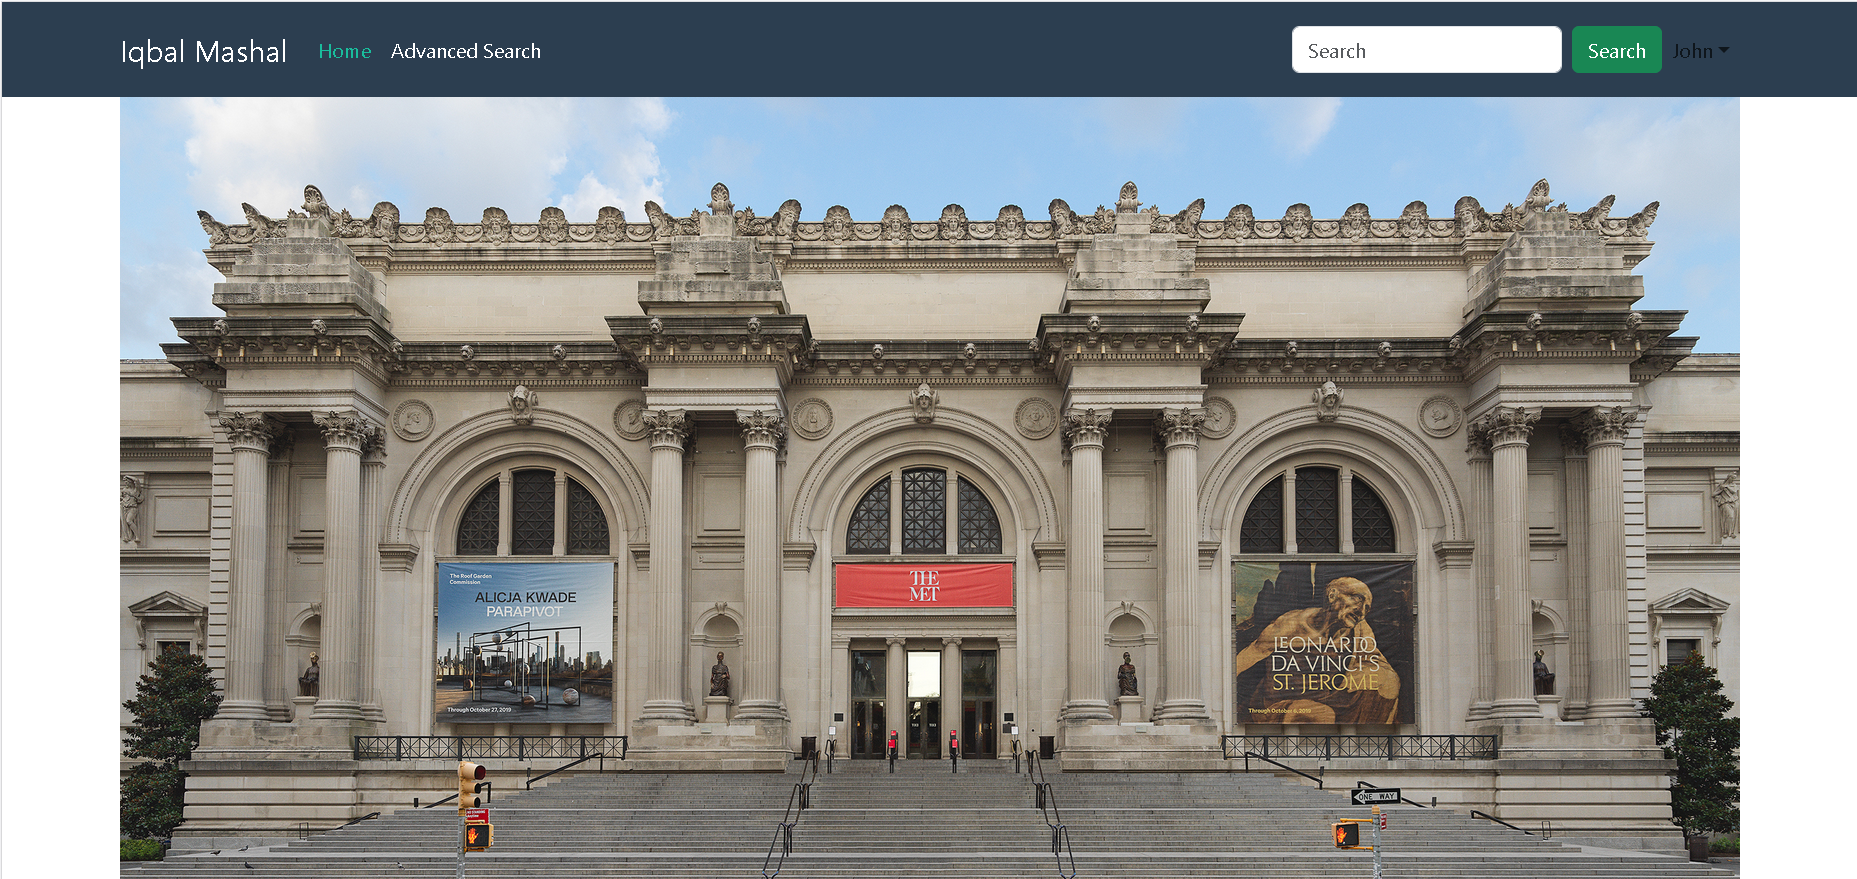 Iqbal Mashal
Home
Advanced Search
Search
Search
John
The Roof Garden
Commission
ALICJA KWADE
PARAPIVOT
Through October 27, 2019
THE
MET
LEONARDO
DA VINCI'S
ST. JEROME
Through October 6, 2019
ONE WAY